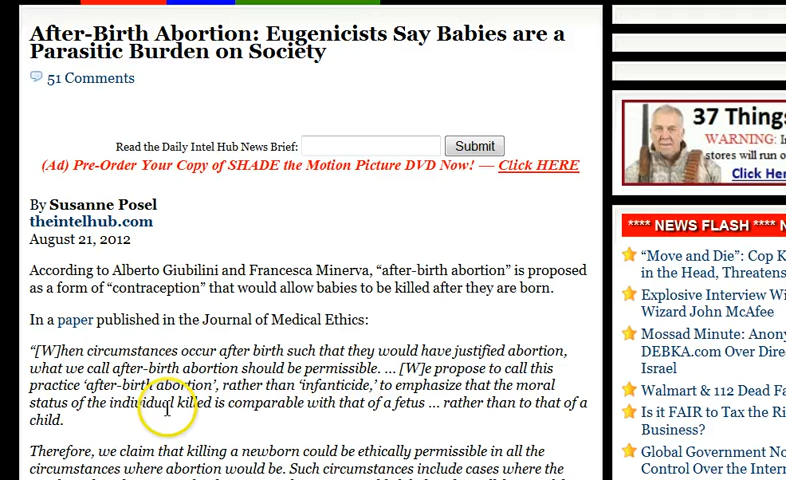 After-Birth Abortion: Eugenicists Say Babies are a
Parasitic Burden on Society
51 Comments
Read the Daily Intel Hub News Brief:
Submit
(Ad) Pre-Order Your Copy of SHADE the Motion Picture DVD Now! — Click HERE
By Susanne Posel
theintelhub.com
August 21, 2012
According to Alberto Giubilini and Francesca Minerva, “after-birth abortion” is proposed
as a form of “contraception” that would allow babies to be killed after they are born.
In a paper published in the Journal of Medical Ethics:
“[W]hen circumstances occur after birth such that they would have justified abortion,
what we call after-birth abortion should be permissible. … [W]e propose to call this
practice ‘after-birth abortion’, rather than ‘infanticide,’ to emphasize that the moral
status of the individual killed is comparable with that of a fetus … rather than to that of a
child.
Therefore, we claim that killing a newborn could be ethically permissible in all the
circumstances where abortion would be. Such circumstances include cases where the
37 Things
WARNING:
stores will run o
Click He
**** NEWS FLASH ****
“Move and Die”: Cop K
in the Head, Threatens
Explosive Interview Wi
Wizard John McAfee
Mossad Minute: Anony
DEBKA.com Over Dire
Israel
Walmart & 112 Dead Fa
Is it FAIR to Tax the Ri
Business?
Global Government No
Control Over the Intern